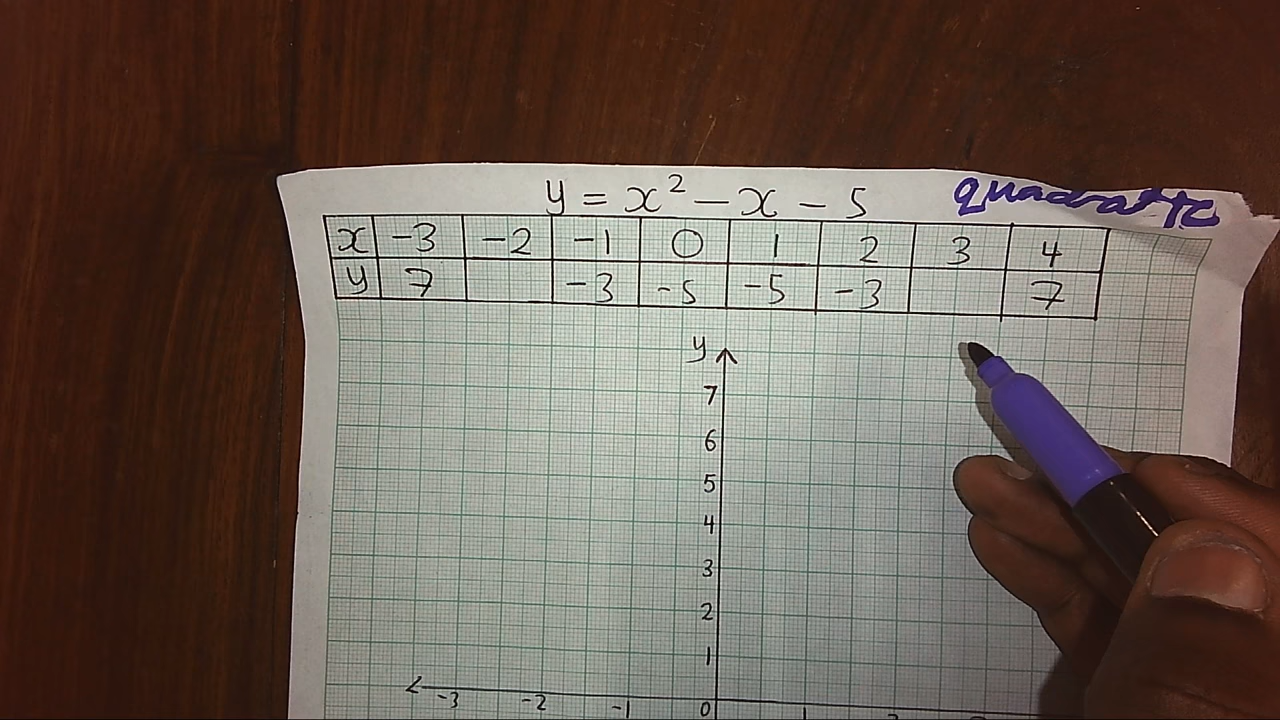 y = x² - x - 5 quadratic
x -3 -2 -1 0 1 2 3 4
y 7 -3 -5 -5 -3 7
y
7
6
5
4
3
2
1
-3 -2 -1 0